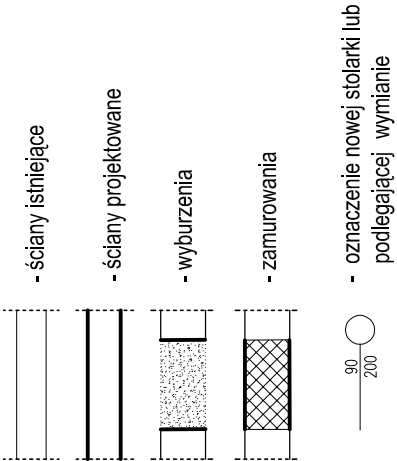 - ściany istniejące
- ściany projektowane
- wyburzenia
- zamurowania
90
200
- oznaczenie nowej stolarki lub
podlegającej wymianie